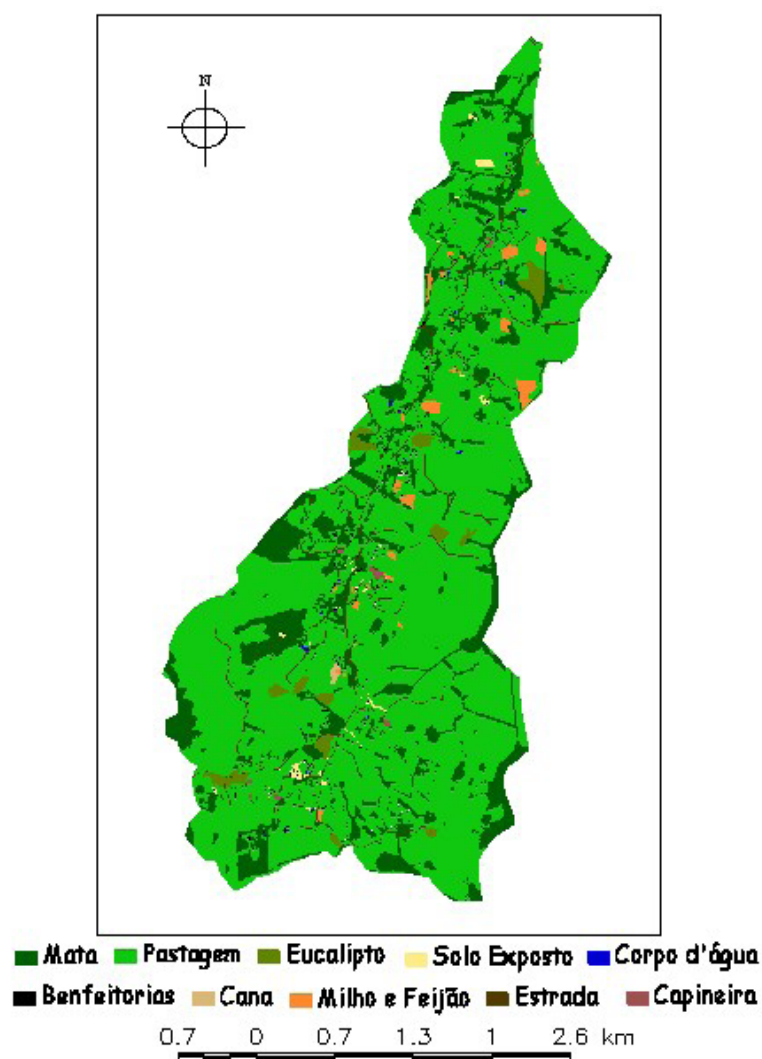 N
Mata Pastagem Eucalipto Solo Exposto Corpo d'água
Benfeitorias Cana Milho e Feijão Estrada Capineira
0.7 0 0.7 1.3 1 2.6 km